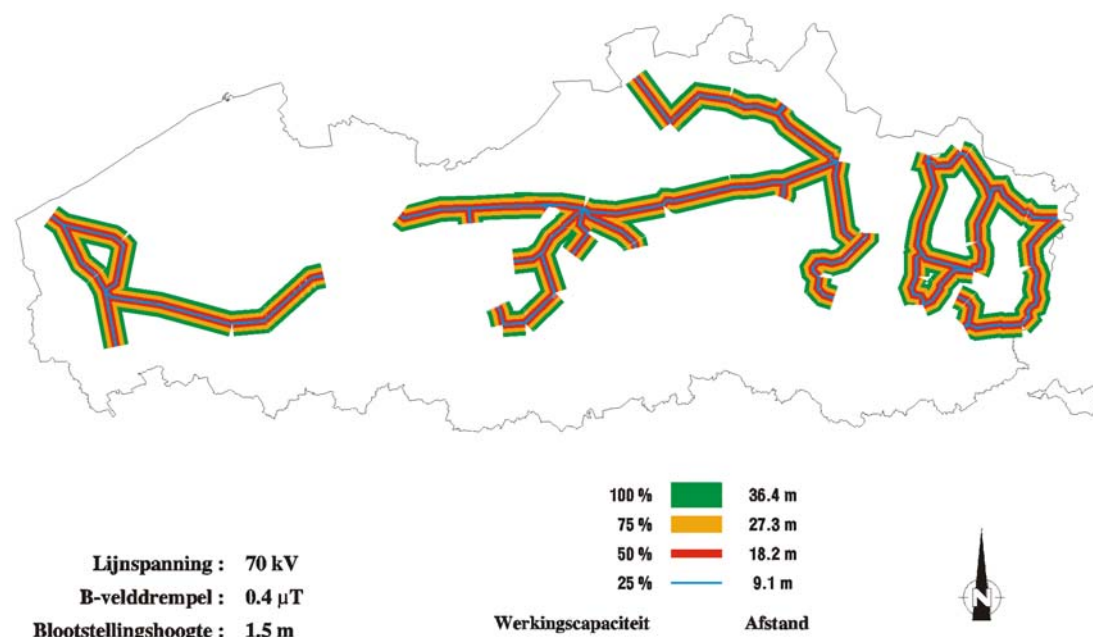 100 % 36.4 m
75 % 27.3 m
50 % 18.2 m
25 % 9.1 m
Werkingscapaciteit Afstand
Lijnspanning : 70 kV
B-velddrempel : 0.4 µT
Blootstellingshoogte : 1.5 m
N